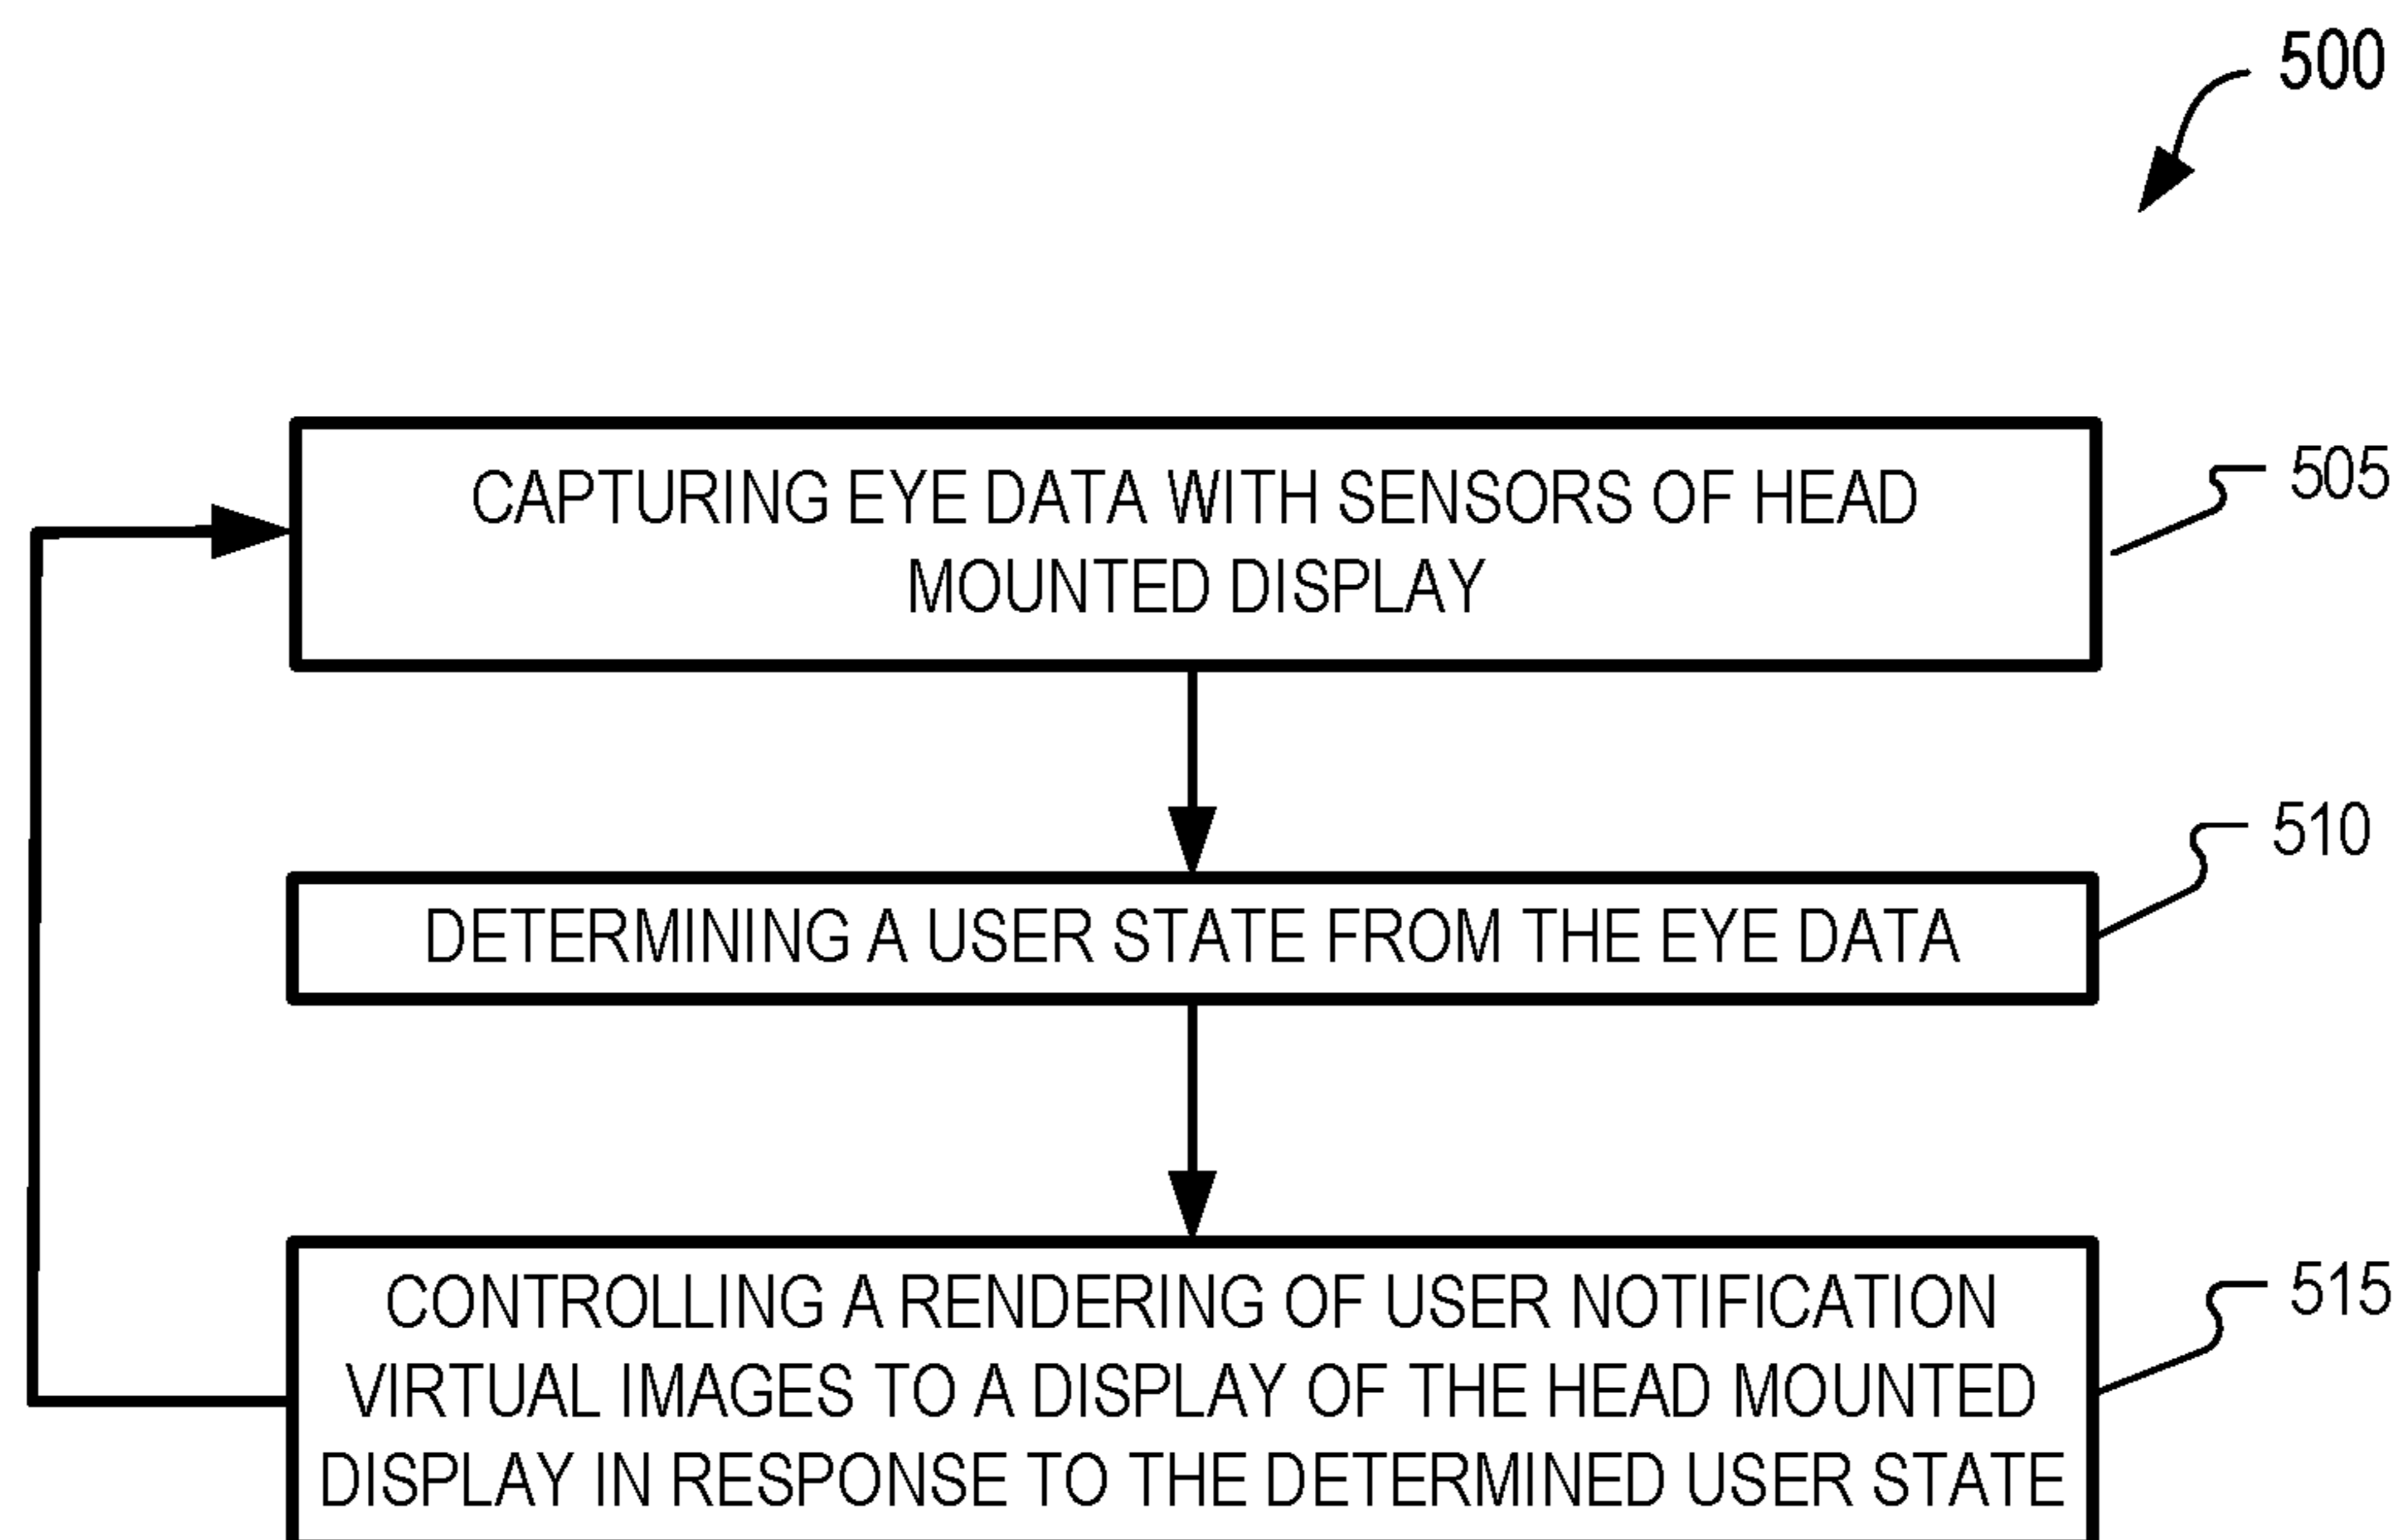 500
CAPTURING EYE DATA WITH SENSORS OF HEAD
MOUNTED DISPLAY
505
DETERMINING A USER STATE FROM THE EYE DATA
510
CONTROLLING A RENDERING OF USER NOTIFICATION
VIRTUAL IMAGES TO A DISPLAY OF THE HEAD MOUNTED
DISPLAY IN RESPONSE TO THE DETERMINED USER STATE
515